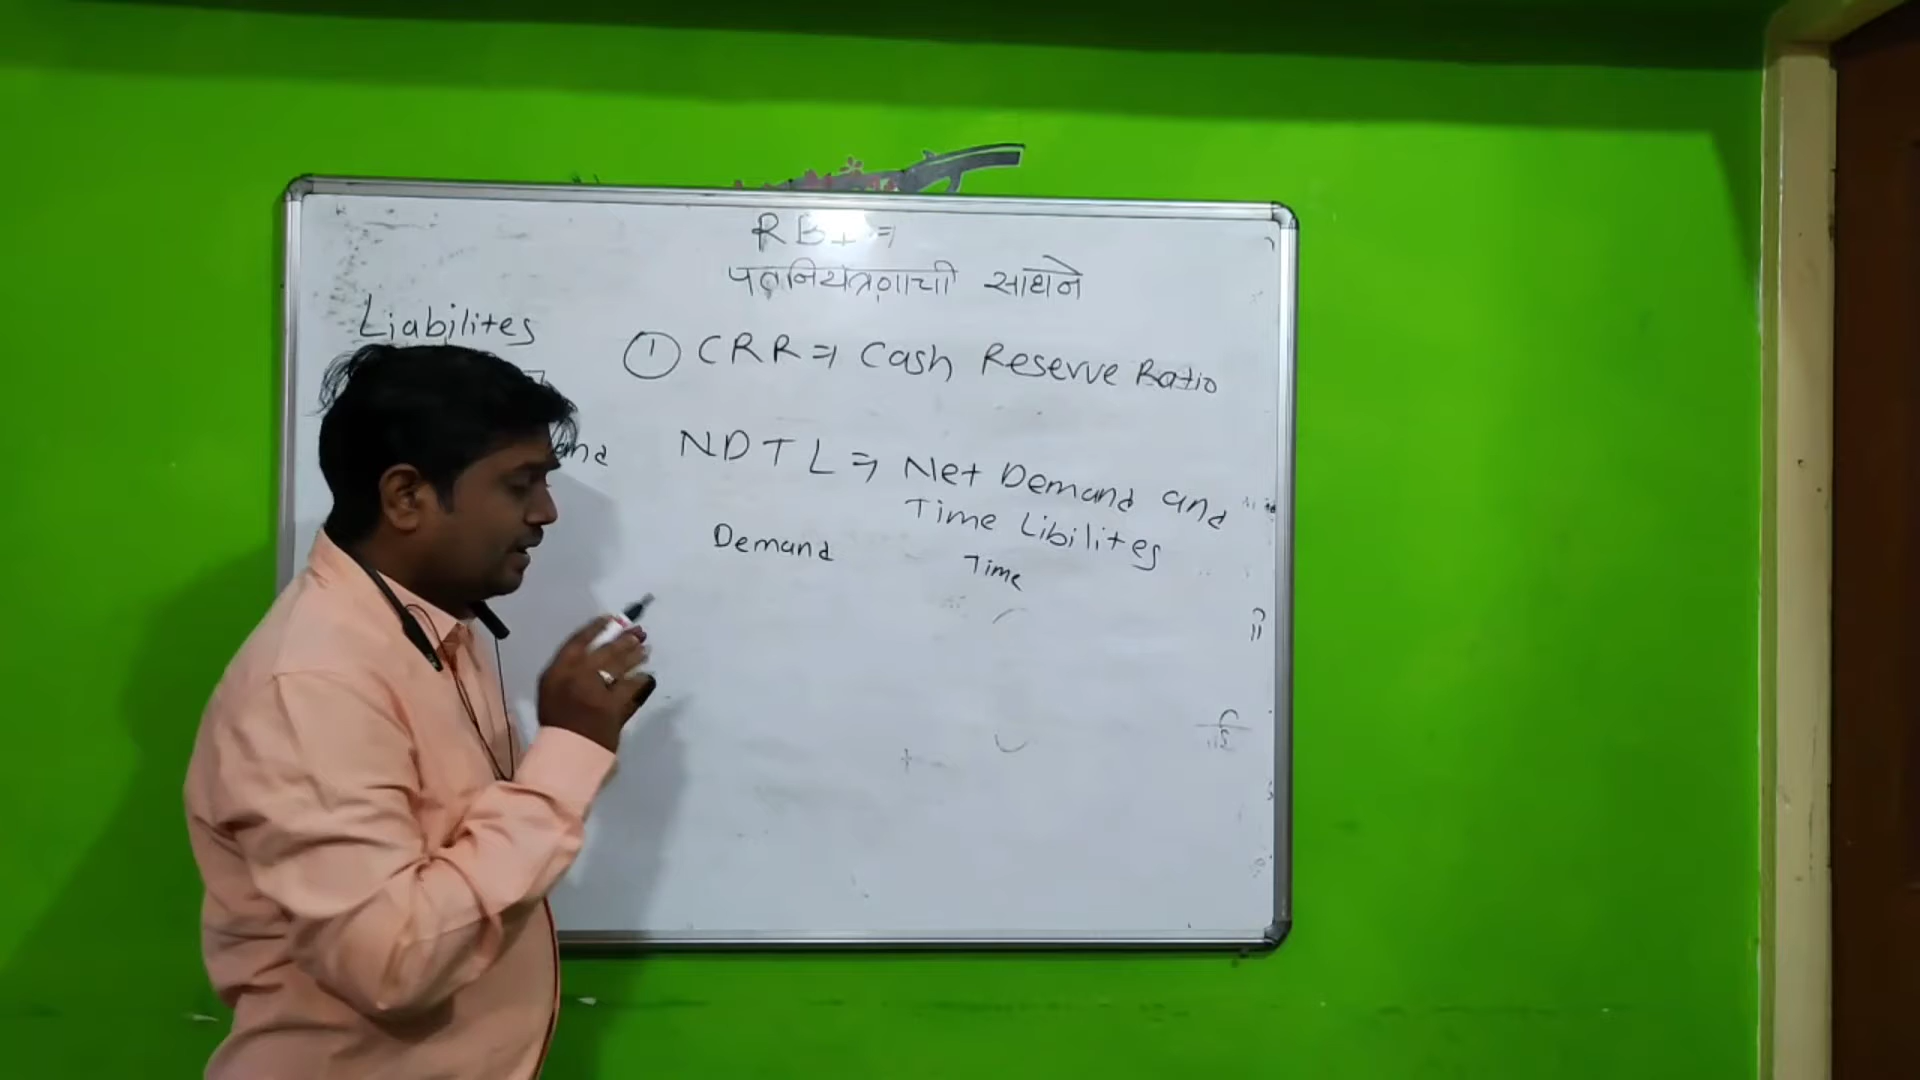 RBI ⇒
पतनियंत्रणाची साधने
Liabilites
① CRR ⇒ Cash Reserve Ratio
NDTL ⇒ Net Demand and
Time Libilites
Demand Time